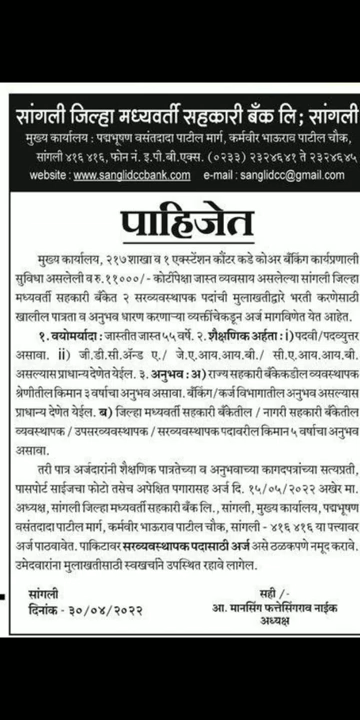 सांगली जिल्हा मध्यवर्ती सहकारी बँक लि; सांगली
मुख्य कार्यालय : पद्मभूषण वसंतदादा पाटील मार्ग, कर्मवीर भाऊराव पाटील चौक,
सांगली ४१६ ४१६, फोन नं. इ.पी.बी.एक्स. (०२३३) २३२४६४१ ते २३२४६४५
website : www.sanglidccbank.com e-mail : sanglidcc@gmail.com
पाहिजेत
मुख्य कार्यालय, २१७ शाखा व १ एक्स्टेंशन कौंटर कडे कोअर बँकिंग कार्यप्रणाली
सुविधा असलेली व रु. ११०००/- कोटींपेक्षा जास्त व्यवसाय असलेल्या सांगली जिल्हा
मध्यवर्ती सहकारी बँकेत २ सरव्यवस्थापक पदांची मुलाखतीद्वारे भरती करणेसाठी
खालील पात्रता व अनुभव धारण करणाऱ्या व्यक्तींचेकडून अर्ज मागविणेत येत आहेत.
१. वयोमर्यादा : जास्तीत जास्त ५५ वर्षे. २. शैक्षणिक अर्हता : i) पदवी/पदव्युत्तर
असावा. ii) जी.डी.सी.ॲन्ड ए./ जे.ए.आय.आय.बी./ सी.ए.आय.आय.बी.
असल्यास प्राधान्य देणेत येईल. ३. अनुभव : अ) राज्य सहकारी बँकेकडील व्यवस्थापक
श्रेणीतील किमान ३ वर्षाचा अनुभव असावा. बँकिंग/कर्ज विभागातील अनुभव असल्यास
प्राधान्य देणेत येईल. ब) जिल्हा मध्यवर्ती सहकारी बँकेतील / नागरी सहकारी बँकेतील
व्यवस्थापक / उपसरव्यवस्थापक / सरव्यवस्थापक पदावरील किमान ५ वर्षाचा अनुभव
असावा.
तरी पात्र अर्जदारांनी शैक्षणिक पात्रतेच्या व अनुभवाच्या कागदपत्रांच्या सत्यप्रती,
पासपोर्ट साईजचा फोटो तसेच अपेक्षित पगारासह अर्ज दि. १५/०५/२०२२ अखेर मा.
अध्यक्ष, सांगली जिल्हा मध्यवर्ती सहकारी बँक लि., सांगली, मुख्य कार्यालय, पद्मभूषण
वसंतदादा पाटील मार्ग, कर्मवीर भाऊराव पाटील चौक, सांगली - ४१६ ४१६ या पत्त्यावर
अर्ज पाठवावेत. पाकिटावर सरव्यवस्थापक पदासाठी अर्ज असे ठळकपणे नमूद करावे.
उमेदवारांना मुलाखतीसाठी स्वखर्चाने उपस्थित रहावे लागेल.
सांगली सही /-
दिनांक - ३०/०४/२०२२ आ. मानसिंग फत्तेसिंगराव नाईक
अध्यक्ष